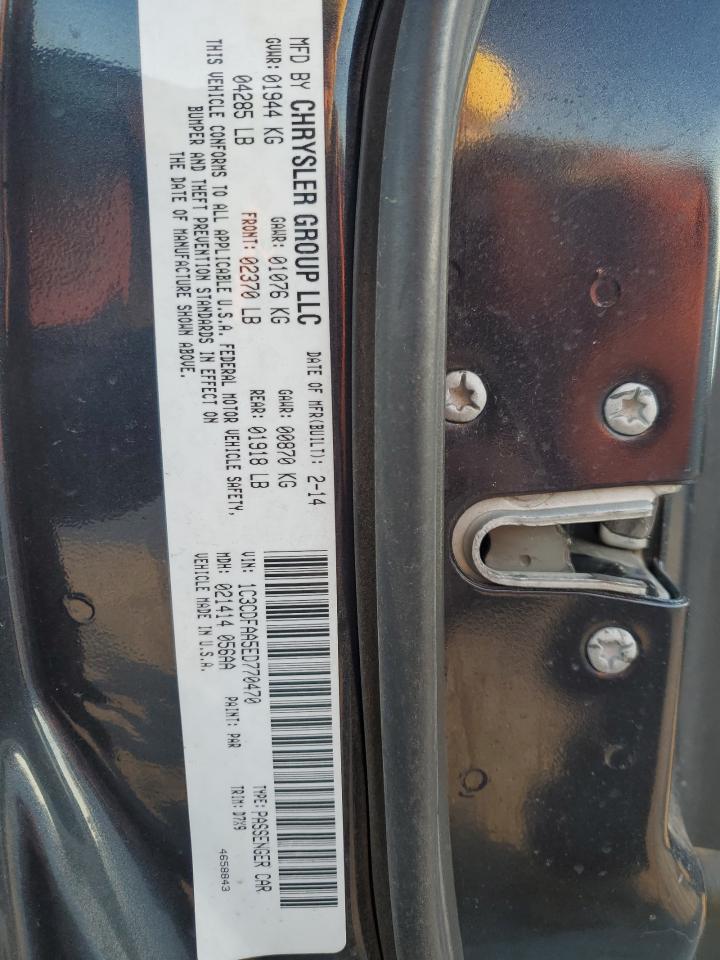 MFD BY CHRYSLER GROUP LLC DATE OF MFR(BUILT): 2-14
GVWR: 01944 KG GAWR: 01076 KG GAWR: 00870 KG
04285 LB FRONT: 02370 LB REAR: 01918 LB
THIS VEHICLE CONFORMS TO ALL APPLICABLE U.S.A. FEDERAL MOTOR VEHICLE SAFETY,
BUMPER AND THEFT PREVENTION STANDARDS IN EFFECT ON
THE DATE OF MANUFACTURE SHOWN ABOVE.
VIN: 1C3CDFAA5ED770470 TYPE: PASSENGER CAR
MDH: 021414 056AA PAINT: PAR TRIM: D7X9
VEHICLE MADE IN U.S.A. 4658843